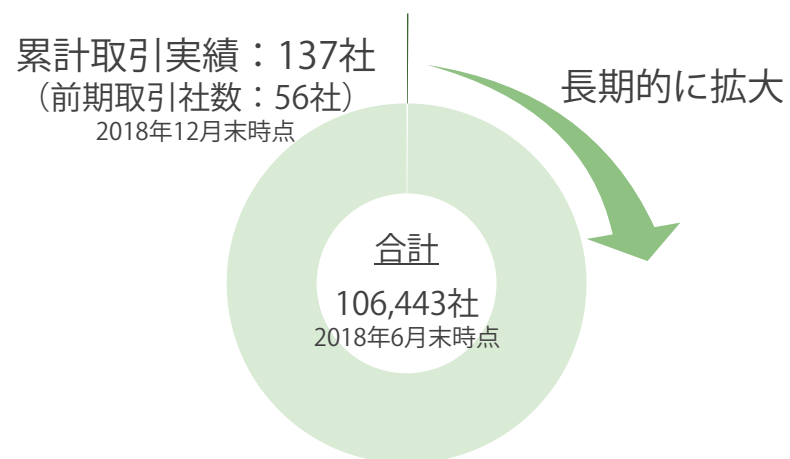 累計取引実績：137社
（前期取引社数：56社）
2018年12月末時点
長期的に拡大
合計
106,443社
2018年6月末時点